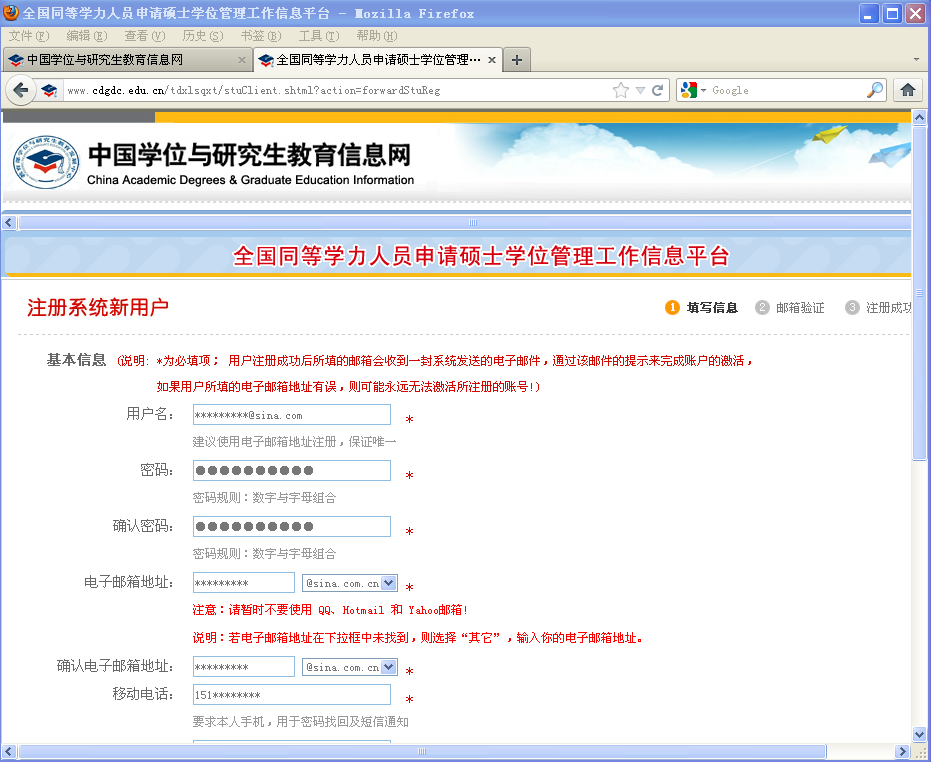 全国同等学力人员申请硕士学位管理工作信息平台 - Mozilla Firefox
文件(F) 编辑(E) 查看(V) 历史(S) 书签(B) 工具(T) 帮助(H)
中国学位与研究生教育信息网 × 全国同等学力人员申请硕士学位管理··· × +
www.cdgdc.edu.cn/tdxlsqxt/stuClient.shtml?action=forwardStuReg Google
中国学位与研究生教育信息网
China Academic Degrees & Graduate Education Information
全国同等学力人员申请硕士学位管理工作信息平台
注册系统新用户 1 填写信息 2 邮箱验证 3 注册成功
基本信息 (说明: *为必填项; 用户注册成功后所填的邮箱会收到一封系统发送的电子邮件,通过该邮件的提示来完成账户的激活,
如果用户所填的电子邮箱地址有误,则可能永远无法激活所注册的账号!)
用户名: *********@sina.com *
建议使用电子邮箱地址注册,保证唯一
密码: ●●●●●●●●●● *
密码规则:数字与字母组合
确认密码: ●●●●●●●●●● *
密码规则:数字与字母组合
电子邮箱地址: ********* @sina.com.cn *
注意:请暂时不要使用 QQ、Hotmail 和 Yahoo邮箱!
说明:若电子邮箱地址在下拉框中未找到,则选择“其它”,输入你的电子邮箱地址。
确认电子邮箱地址: ********* @sina.com.cn *
移动电话: 151******** *
要求本人手机,用于密码找回及短信通知